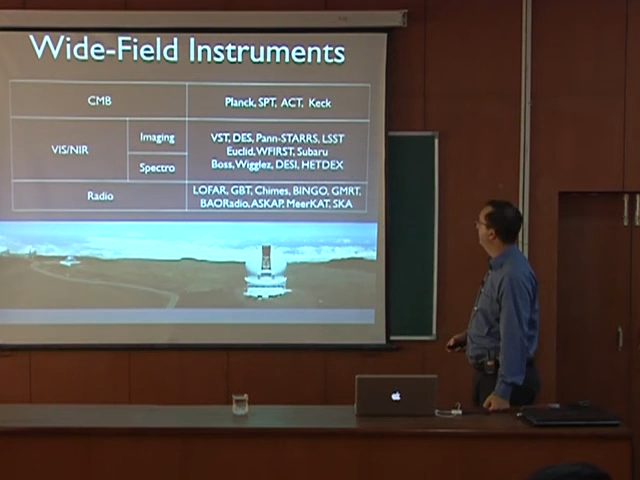 Wide-Field Instruments
CMB
Planck, SPT, ACT, Keck
VIS/NIR
Imaging
VST, DES, Pann-STARRS, LSST
Euclid, WFIRST, Subaru
Spectro
Boss, Wigglez, DESI, HETDEX
Radio
LOFAR, GBT, Chimes, BINGO, GMRT,
BAORadio, ASKAP, MeerKAT, SKA